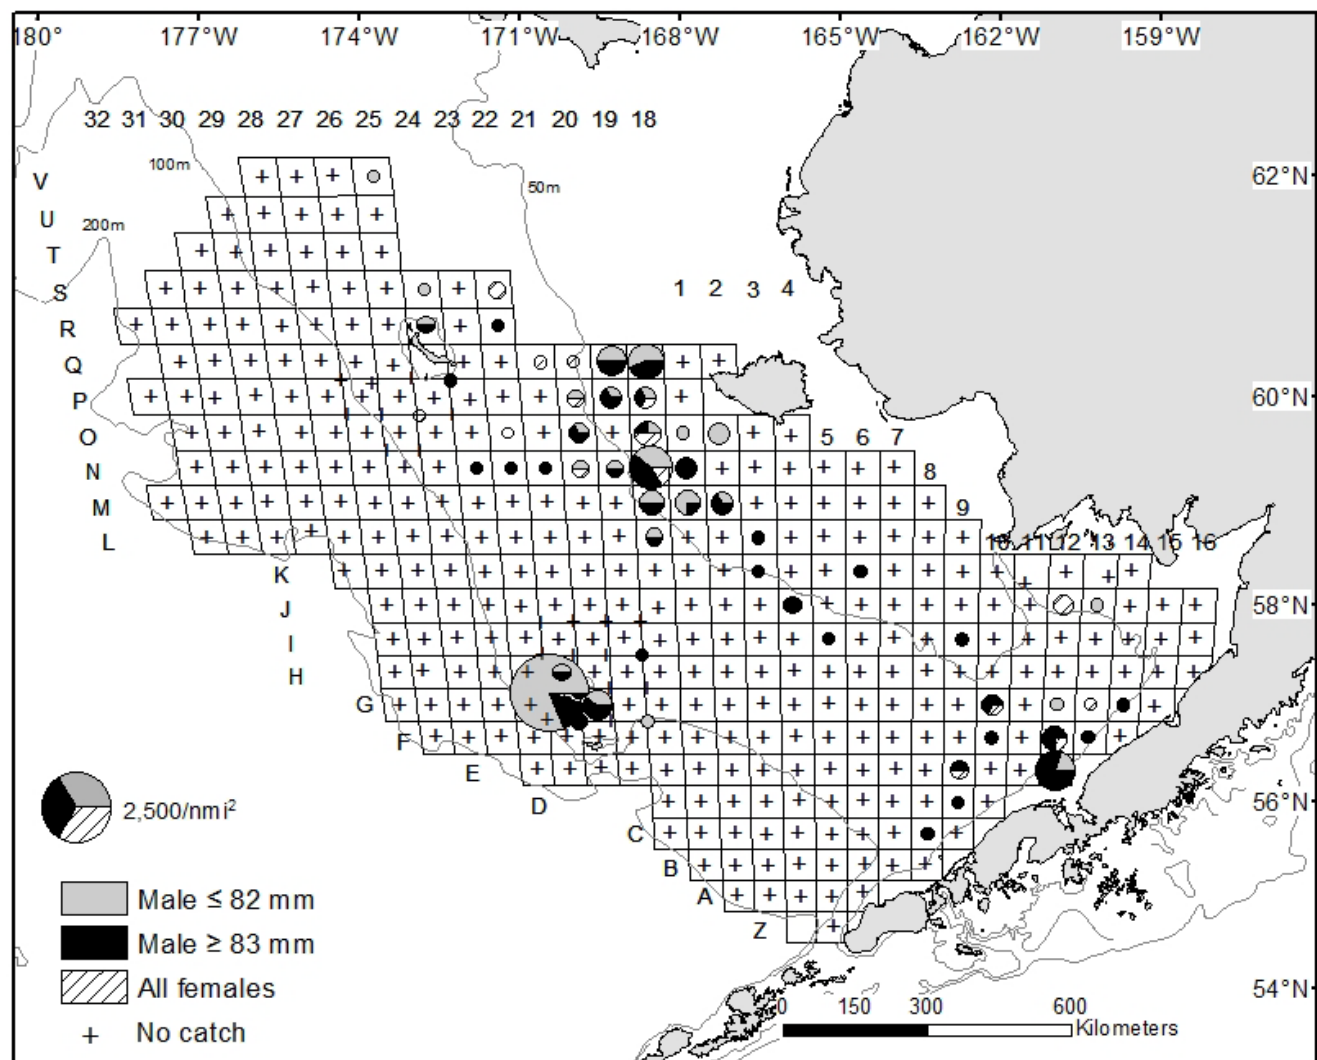 180° 177°W 174°W 171°W 168°W 165°W 162°W 159°W
32 31 30 29 28 27 26 25 24 23 22 21 20 19 18
100m
50m
62°N
V
U
200m
T
S
1 2 3 4
R
Q
P
60°N
O
5 6 7
N
8
M
9
L
10 11 12 13 14 15 16
K
J
58°N
I
H
G
F
E
D
2,500/nmi²
56°N
C
B
Male ≤ 82 mm
A
Male ≥ 83 mm
Z
All females
54°N
0 150 300 600
No catch
Kilometers